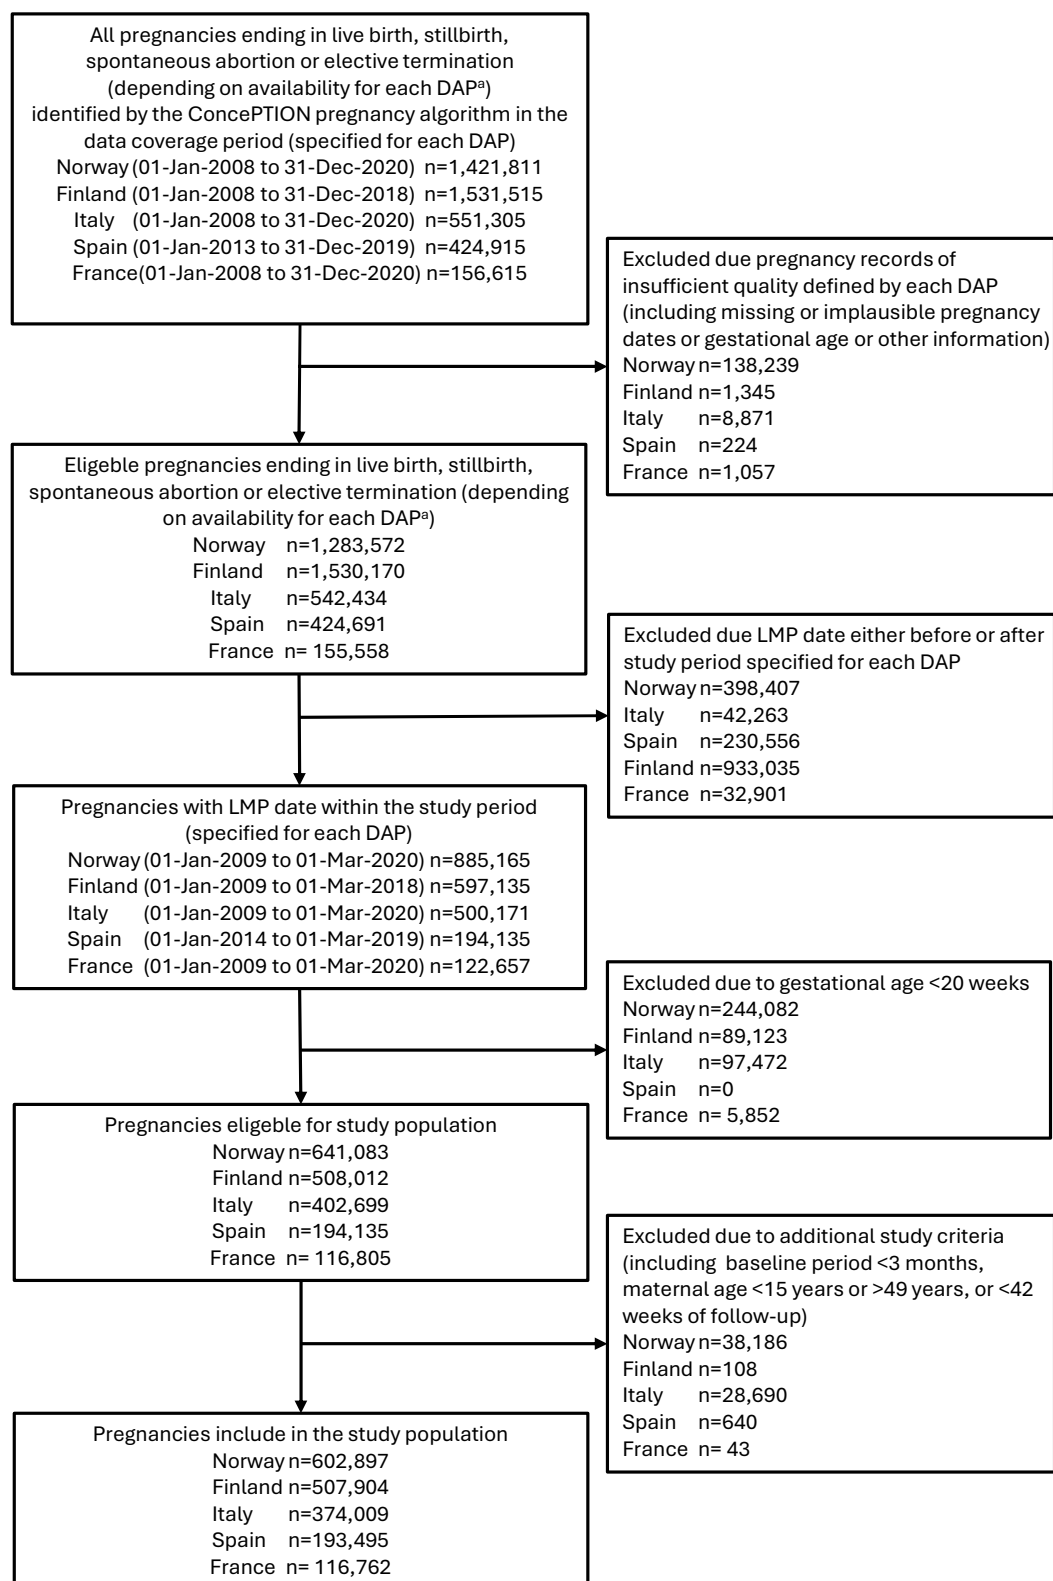 All pregnancies ending in live birth, stillbirth,
spontaneous abortion or elective termination
(depending on availability for each DAPᵃ)
identified by the ConcePTION pregnancy algorithm in the
data coverage period (specified for each DAP)
Norway (01-Jan-2008 to 31-Dec-2020) n=1,421,811
Finland (01-Jan-2008 to 31-Dec-2018) n=1,531,515
Italy (01-Jan-2008 to 31-Dec-2020) n=551,305
Spain (01-Jan-2013 to 31-Dec-2019) n=424,915
France(01-Jan-2008 to 31-Dec-2020) n=156,615
Excluded due pregnancy records of
insufficient quality defined by each DAP
(including missing or implausible pregnancy
dates or gestational age or other information)
Norway n=138,239
Finland n=1,345
Italy n=8,871
Spain n=224
France n=1,057
Eligeble pregnancies ending in live birth, stillbirth,
spontaneous abortion or elective termination (depending
on availability for each DAPᵃ)
Norway n=1,283,572
Finland n=1,530,170
Italy n=542,434
Spain n=424,691
France n= 155,558
Excluded due LMP date either before or after
study period specified for each DAP
Norway n=398,407
Italy n=42,263
Spain n=230,556
Finland n=933,035
France n=32,901
Pregnancies with LMP date within the study period
(specified for each DAP)
Norway (01-Jan-2009 to 01-Mar-2020) n=885,165
Finland (01-Jan-2009 to 01-Mar-2018) n=597,135
Italy (01-Jan-2009 to 01-Mar-2020) n=500,171
Spain (01-Jan-2014 to 01-Mar-2019) n=194,135
France (01-Jan-2009 to 01-Mar-2020) n=122,657
Excluded due to gestational age <20 weeks
Norway n=244,082
Finland n=89,123
Italy n=97,472
Spain n=0
France n= 5,852
Pregnancies eligeble for study population
Norway n=641,083
Finland n=508,012
Italy n=402,699
Spain n=194,135
France n= 116,805
Excluded due to additional study criteria
(including baseline period <3 months,
maternal age <15 years or >49 years, or <42
weeks of follow-up)
Norway n=38,186
Finland n=108
Italy n=28,690
Spain n=640
France n= 43
Pregnancies include in the study population
Norway n=602,897
Finland n=507,904
Italy n=374,009
Spain n=193,495
France n= 116,762